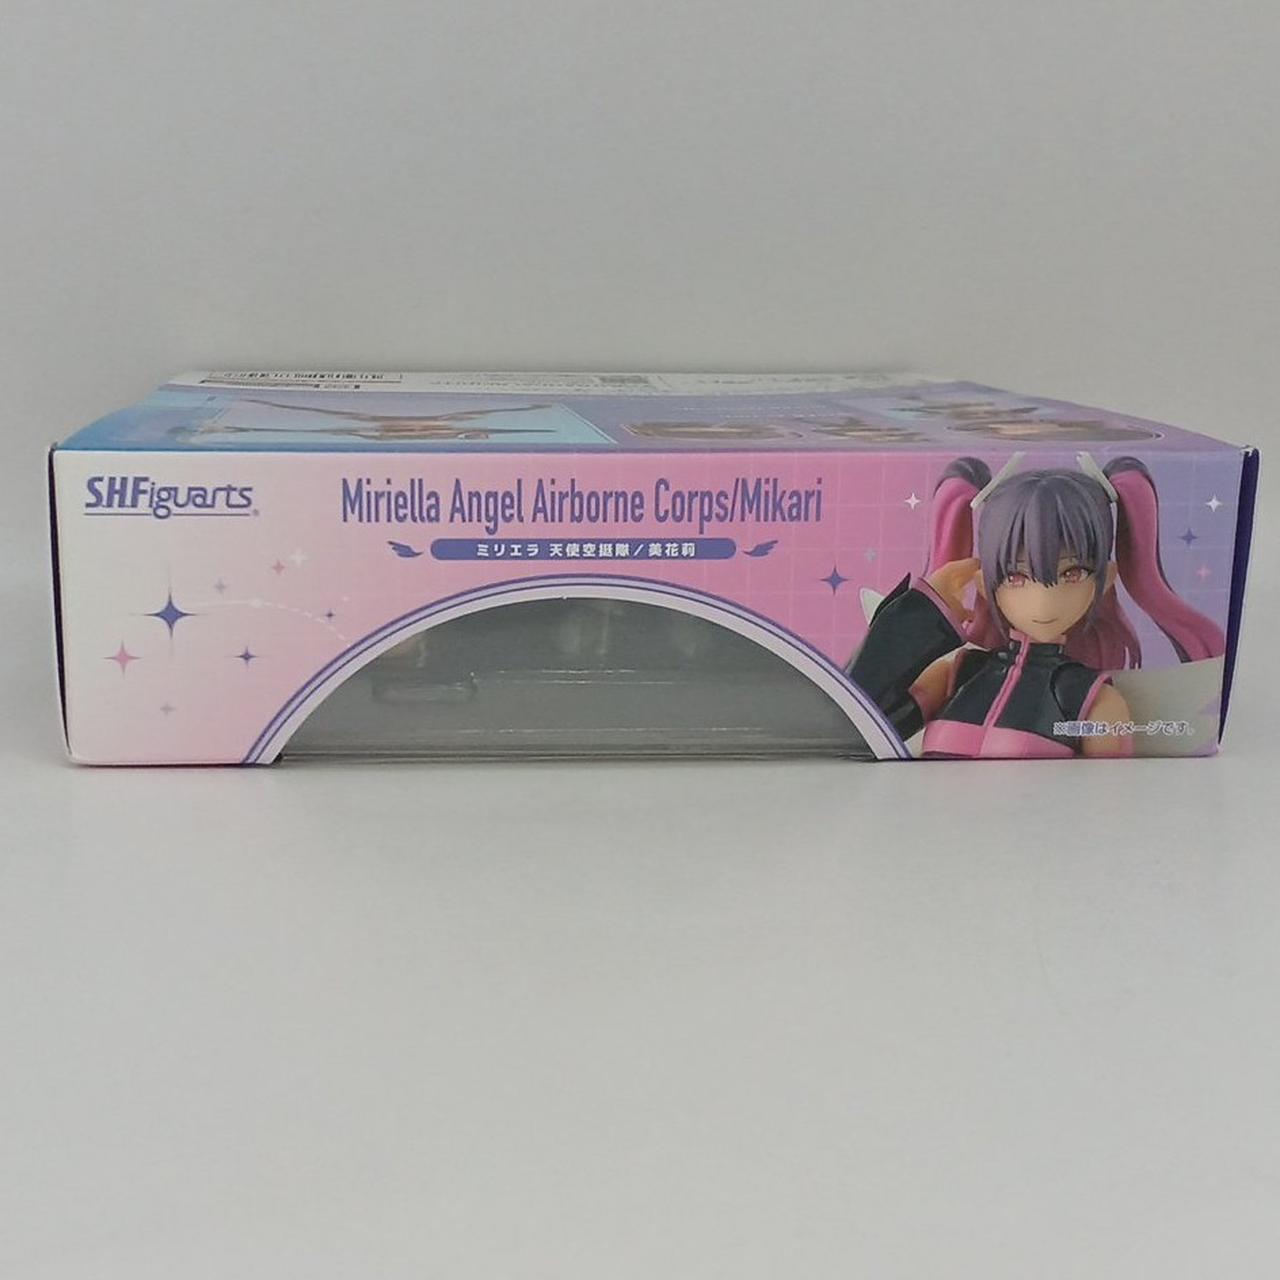 S.H.Figuarts
Miriella Angel Airborne Corps/Mikari
ミリエラ 天使空挺隊/美花莉
※画像はイメージです。